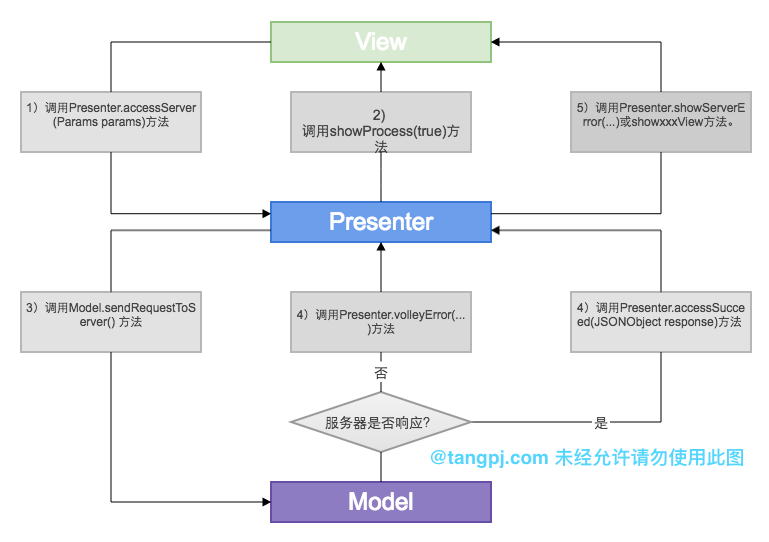 View
1）调用Presenter.accessServer
(Params params)方法
2)
调用showProcess(true)方
法
5）调用Presenter.showServerE
rror(...)或showxxxView方法。
Presenter
3）调用Model.sendRequestToS
erver() 方法
4）调用Presenter.volleyError(...
)方法
4）调用Presenter.accessSucce
ed(JSONObject response)方法
否
服务器是否响应?
是
@tangpj.com 未经允许请勿使用此图
Model